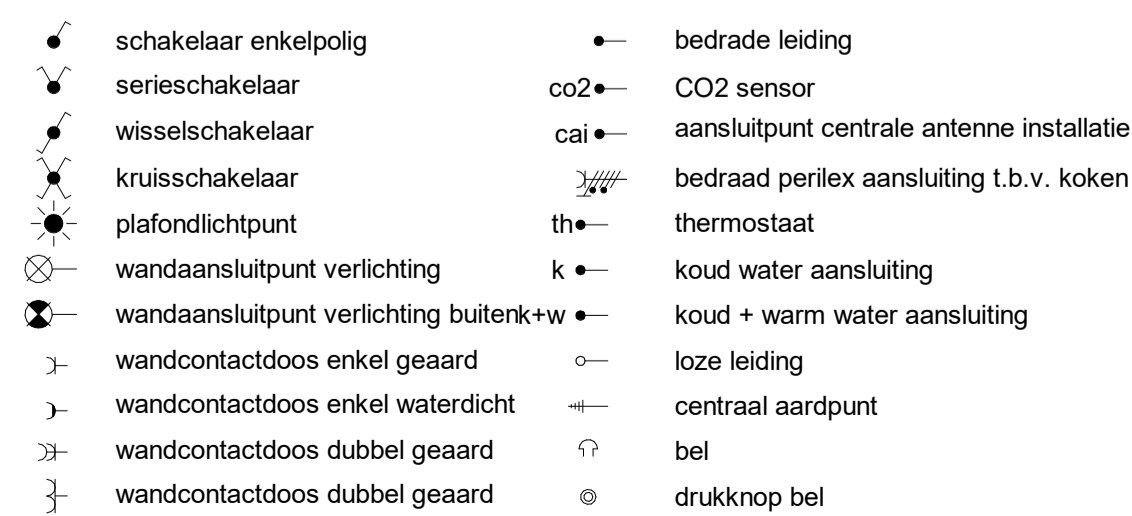 schakelaar enkelpolig
serieschakelaar
wisselschakelaar
kruisschakelaar
plafondlichtpunt
wandaansluitpunt verlichting
wandaansluitpunt verlichting buiten
wandcontactdoos enkel geaard
wandcontactdoos enkel waterdicht
wandcontactdoos dubbel geaard
wandcontactdoos dubbel geaard
bedrade leiding
co2 CO2 sensor
cai aansluitpunt centrale antenne installatie
bedraad perilex aansluiting t.b.v. koken
th thermostaat
k koud water aansluiting
k+w koud + warm water aansluiting
loze leiding
centraal aardpunt
bel
drukknop bel